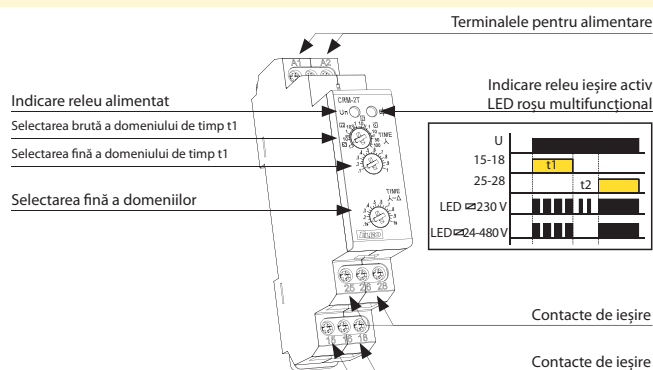 Terminalele pentru alimentare
A1 A2
Indicare releu alimentat
Indicare releu ieșire activ
LED roșu multifuncțional
Selectarea brută a domeniului de timp t1
Selectarea fină a domeniului de timp t1
Selectarea fină a domeniilor
CRM-2T
Un
TIME
TIME
ELKO
25 26 28
15 16 18
U
15-18 t1
25-28 t2
LED 230 V
LED 24-480 V
Contacte de ieșire
Contacte de ieșire